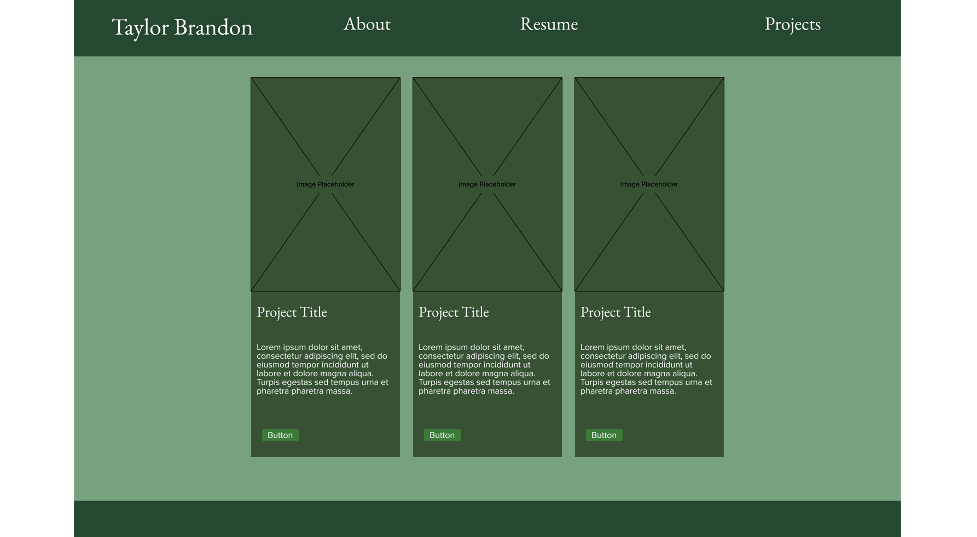 Taylor Brandon
About
Resume
Projects
Image Placeholder
Image Placeholder
Image Placeholder
Project Title
Lorem ipsum dolor sit amet,
consectetur adipiscing elit, sed do
eiusmod tempor incididunt ut
labore et dolore magna aliqua.
Turpis egestas sed tempus urna et
pharetra pharetra massa.
Button
Project Title
Lorem ipsum dolor sit amet,
consectetur adipiscing elit, sed do
eiusmod tempor incididunt ut
labore et dolore magna aliqua.
Turpis egestas sed tempus urna et
pharetra pharetra massa.
Button
Project Title
Lorem ipsum dolor sit amet,
consectetur adipiscing elit, sed do
eiusmod tempor incididunt ut
labore et dolore magna aliqua.
Turpis egestas sed tempus urna et
pharetra pharetra massa.
Button